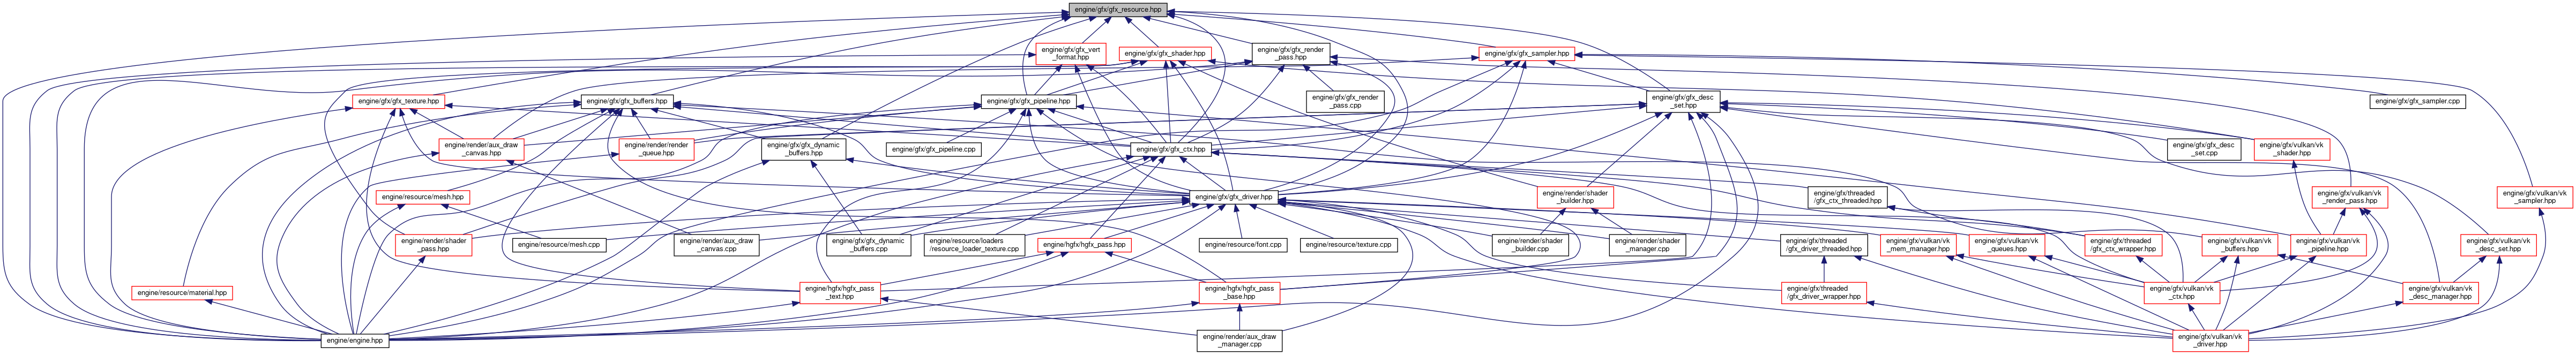 engine/gfx/gfx_resource.hpp
engine/gfx/gfx_vert
_format.hpp
engine/gfx/gfx_shader.hpp
engine/gfx/gfx_render
_pass.hpp
engine/gfx/gfx_sampler.hpp
engine/gfx/gfx_texture.hpp
engine/gfx/gfx_buffers.hpp
engine/gfx/gfx_pipeline.hpp
engine/gfx/gfx_render
_pass.cpp
engine/gfx/gfx_desc
_set.hpp
engine/gfx/gfx_sampler.cpp
engine/render/aux_draw
_canvas.hpp
engine/render/render
_queue.hpp
engine/gfx/gfx_dynamic
_buffers.hpp
engine/gfx/gfx_pipeline.cpp
engine/gfx/gfx_ctx.hpp
engine/gfx/gfx_desc
_set.cpp
engine/gfx/vulkan/vk
_shader.hpp
engine/resource/mesh.hpp
engine/gfx/gfx_driver.hpp
engine/render/shader
_builder.hpp
engine/gfx/threaded
/gfx_ctx_threaded.hpp
engine/gfx/vulkan/vk
_render_pass.hpp
engine/gfx/vulkan/vk
_sampler.hpp
engine/render/shader
_pass.hpp
engine/resource/mesh.cpp
engine/render/aux_draw
_canvas.cpp
engine/gfx/gfx_dynamic
_buffers.cpp
engine/resource/loaders
/resource_loader_texture.cpp
engine/hgfx/hgfx_pass.hpp
engine/resource/font.cpp
engine/resource/texture.cpp
engine/render/shader
_builder.cpp
engine/render/shader
_manager.cpp
engine/gfx/threaded
/gfx_driver_threaded.hpp
engine/gfx/vulkan/vk
_mem_manager.hpp
engine/gfx/vulkan/vk
_queues.hpp
engine/gfx/threaded
/gfx_ctx_wrapper.hpp
engine/gfx/vulkan/vk
_buffers.hpp
engine/gfx/vulkan/vk
_pipeline.hpp
engine/gfx/vulkan/vk
_desc_set.hpp
engine/resource/material.hpp
engine/hgfx/hgfx_pass
_text.hpp
engine/hgfx/hgfx_pass
_base.hpp
engine/gfx/threaded
/gfx_driver_wrapper.hpp
engine/gfx/vulkan/vk
_ctx.hpp
engine/gfx/vulkan/vk
_desc_manager.hpp
engine/engine.hpp
engine/render/aux_draw
_manager.cpp
engine/gfx/vulkan/vk
_driver.hpp